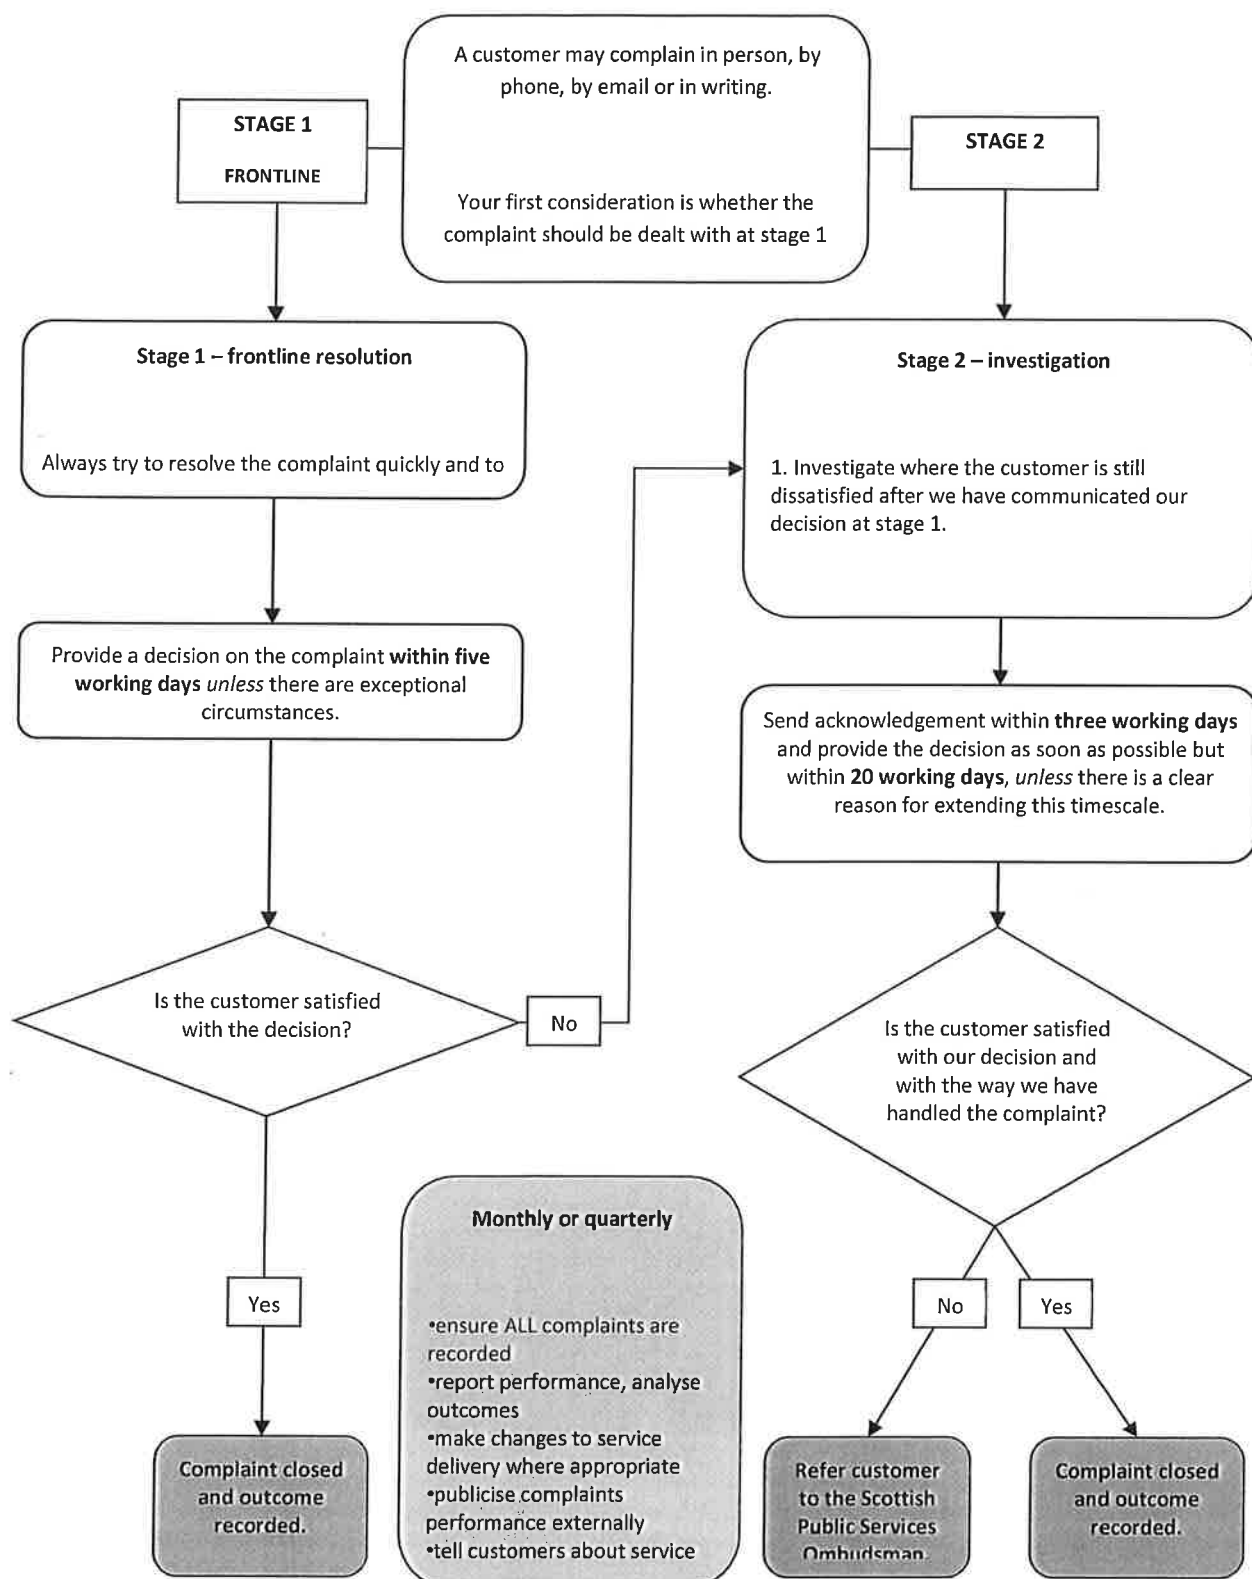 A customer may complain in person, by
phone, by email or in writing.
Your first consideration is whether the
complaint should be dealt with at stage 1
STAGE 1
FRONTLINE
STAGE 2
Stage 1 – frontline resolution
Always try to resolve the complaint quickly and to
Provide a decision on the complaint within five
working days unless there are exceptional
circumstances.
Is the customer satisfied
with the decision?
No
Yes
Complaint closed
and outcome
recorded.
Stage 2 – investigation
1. Investigate where the customer is still
dissatisfied after we have communicated our
decision at stage 1.
Send acknowledgement within three working days
and provide the decision as soon as possible but
within 20 working days, unless there is a clear
reason for extending this timescale.
Is the customer satisfied
with our decision and
with the way we have
handled the complaint?
No
Yes
Refer customer
to the Scottish
Public Services
Ombudsman.
Complaint closed
and outcome
recorded.
Monthly or quarterly
•ensure ALL complaints are
recorded
•report performance, analyse
outcomes
•make changes to service
delivery where appropriate
•publicise complaints
performance externally
•tell customers about service